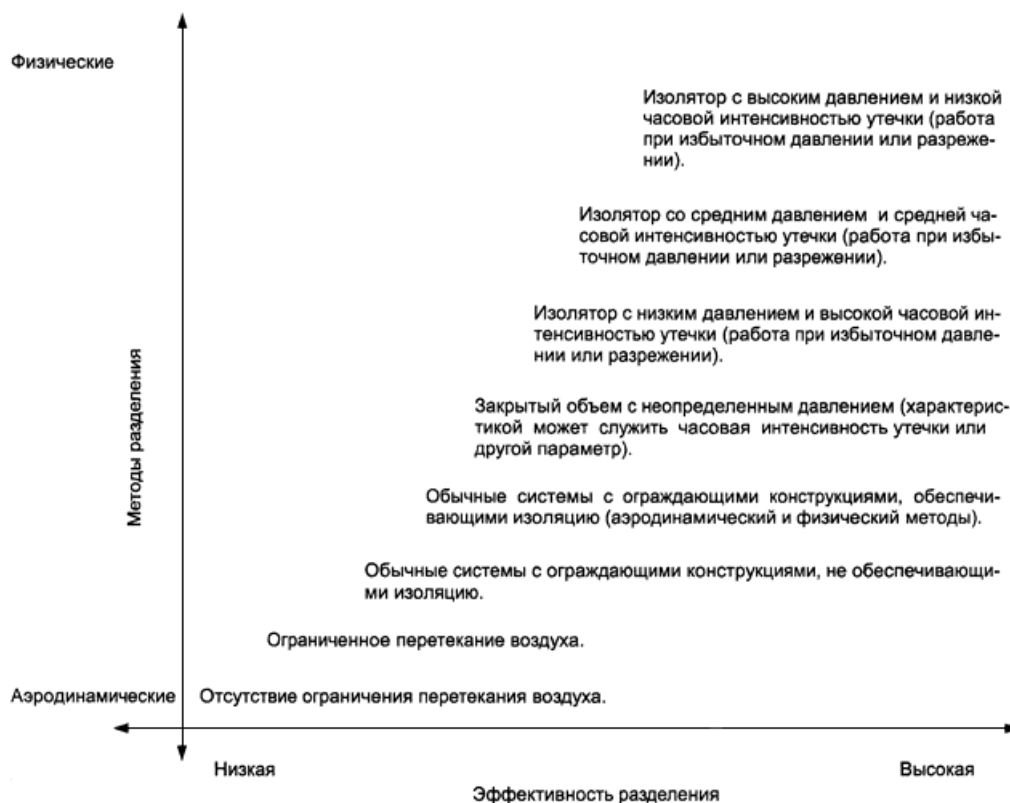 Физические
Изолятор с высоким давлением и низкой
часовой интенсивностью утечки (работа
при избыточном давлении или разреже-
нии).
Изолятор со средним давлением и средней ча-
совой интенсивностью утечки (работа при избы-
точном давлении или разрежении).
Изолятор с низким давлением и высокой часовой ин-
тенсивностью утечки (работа при избыточном давле-
нии или разрежении).
Методы разделения
Закрытый объем с неопределенным давлением (характерис-
тикой может служить часовая интенсивность утечки или
другой параметр).
Обычные системы с ограждающими конструкциями, обеспечи-
вающими изоляцию (аэродинамический и физический методы).
Обычные системы с ограждающими конструкциями, не обеспечивающи-
ми изоляцию.
Ограниченное перетекание воздуха.
Аэродинамические
Отсутствие ограничения перетекания воздуха.
Низкая
Высокая
Эффективность разделения